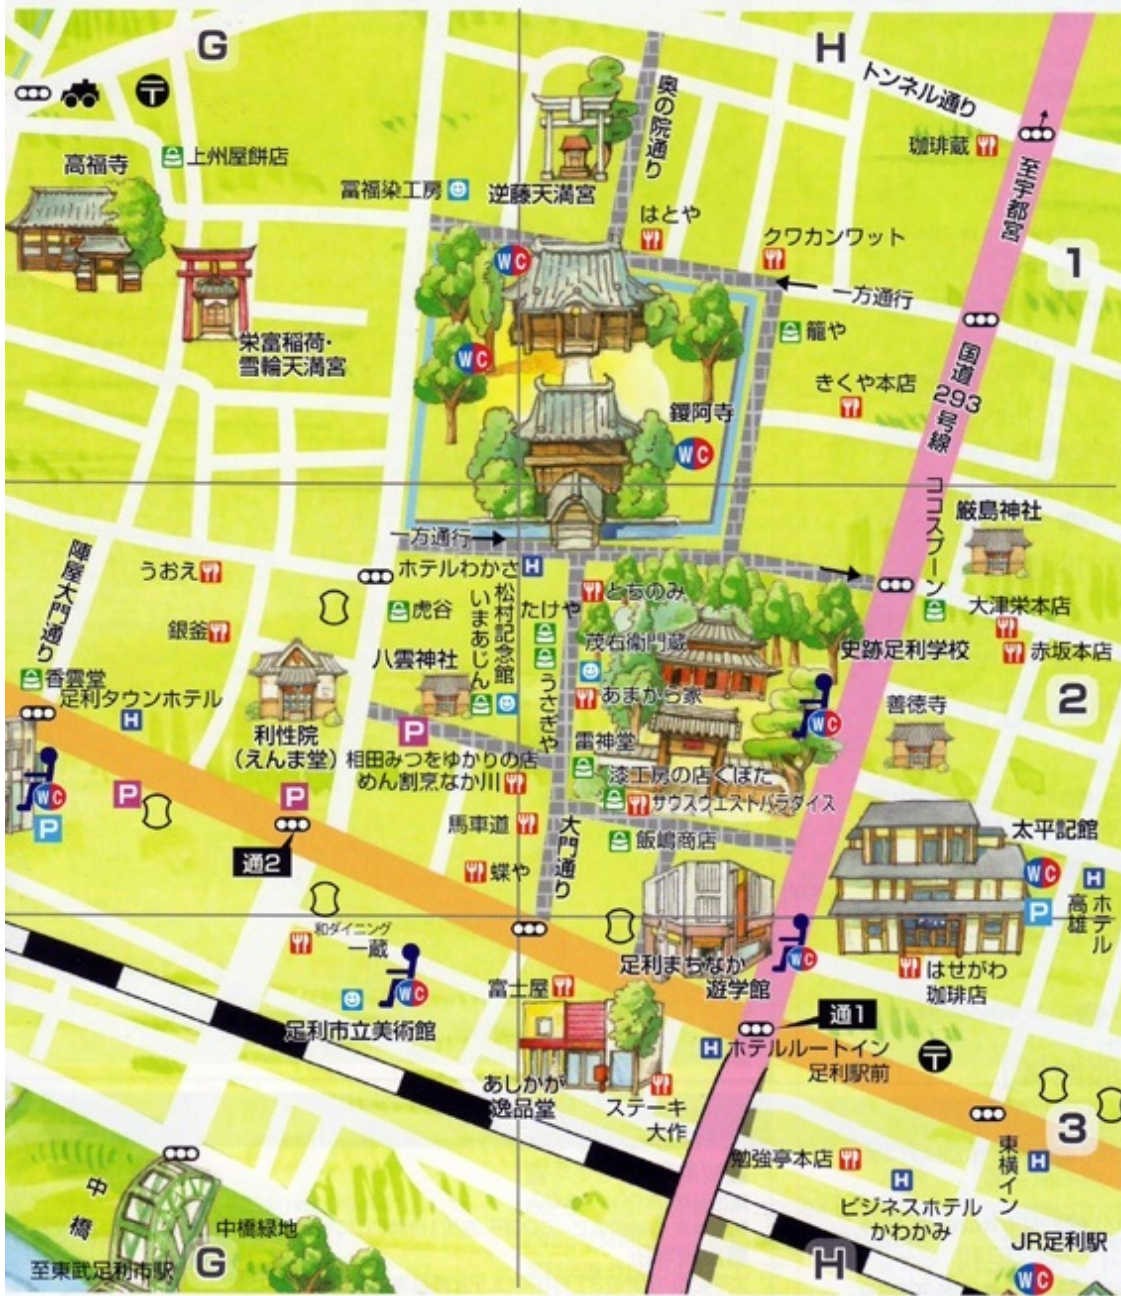 G
H
トンネル通り
奥の院通り
珈琲蔵
上州屋餅店
高福寺
冨福染工房
逆藤天満宮
至宇都宮
はとや
クワカンワット
1
WC
一方通行
栄富稲荷・
雪輪天満宮
籠や
WC
国道293号線
きくや本店
鑁阿寺
WC
ココスプーン
厳島神社
一方通行
陣屋大門通り
うおえ
ホテルわかさ
H
とちのみ
虎谷
松村記念館
いまあじん
たけや
大津栄本店
銀釜
茂右衛門蔵
史跡足利学校
赤坂本店
八雲神社
うさぎや
香雲堂
足利タウンホテル
H
あまから家
善徳寺
2
WC
利性院
(えんま堂)
P
雷神堂
相田みつをゆかりの店
めん割烹なか川
漆工房の店くぼた
サウスウエストパラダイス
WC
P
P
P
馬車道
大門通り
飯嶋商店
太平記館
通2
蝶や
WC
H
P
ホテル
高雄
和ダイニング
一蔵
足利まちなか
遊学館
WC
はせがわ
珈琲店
WC
富士屋
足利市立美術館
通1
H
ホテルルートイン
足利駅前
あしかが
逸品堂
ステーキ
大作
3
東横イン
H
勉強亭本店
H
ビジネスホテル
かわかみ
中橋
中橋緑地
至東武足利市駅
G
H
JR足利駅
WC